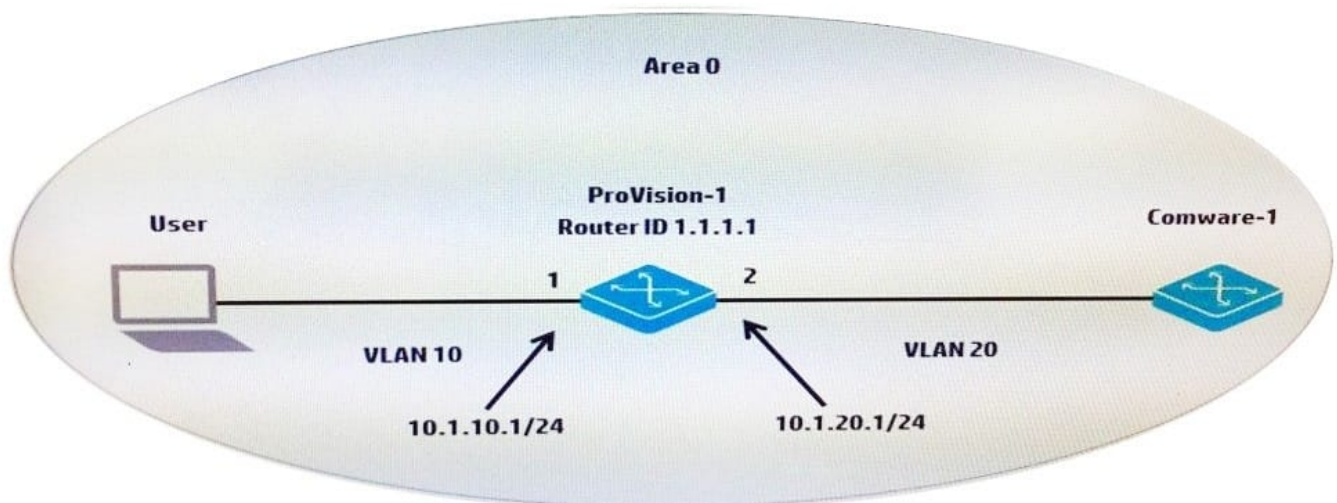 Area 0
User
ProVision-1
Router ID 1.1.1.1
Comware-1
1
2
VLAN 10
VLAN 20
10.1.10.1/24
10.1.20.1/24